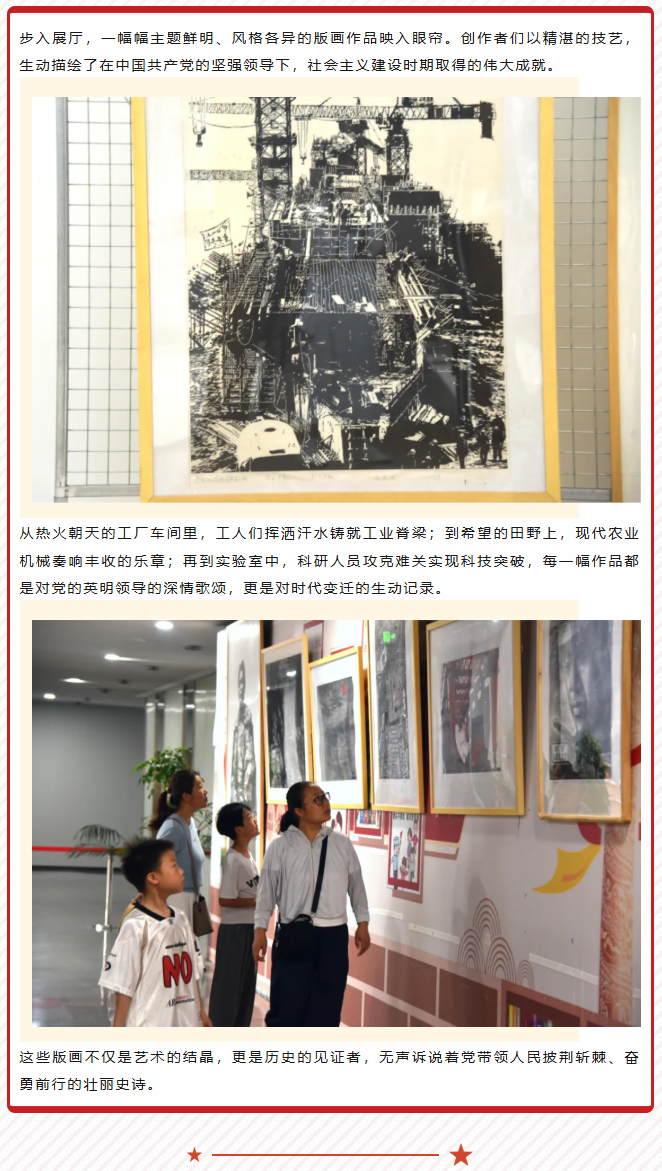 步入展厅，一幅幅主题鲜明、风格各异的版画作品映入眼帘。创作者们以精湛的技艺，
生动描绘了在中国共产党的坚强领导下，社会主义建设时期取得的伟大成就。
从热火朝天的工厂车间里，工人们挥洒汗水铸就工业脊梁；到希望的田野上，现代农业
机械奏响丰收的乐章；再到实验室中，科研人员攻克难关实现科技突破，每一幅作品都
是对党的英明领导的深情歌颂，更是对时代变迁的生动记录。
NO
这些版画不仅是艺术的结晶，更是历史的见证者，无声诉说着党带领人民披荆斩棘、奋
勇前行的壮丽史诗。